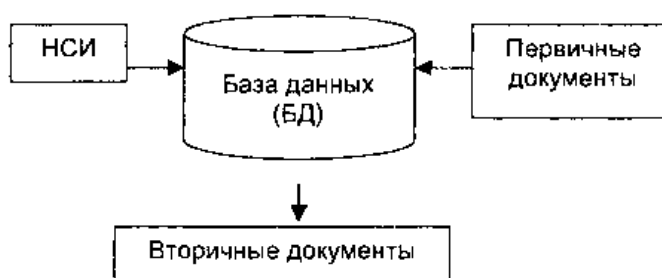 НСИ
База данных
(БД)
Первичные
документы
Вторичные документы